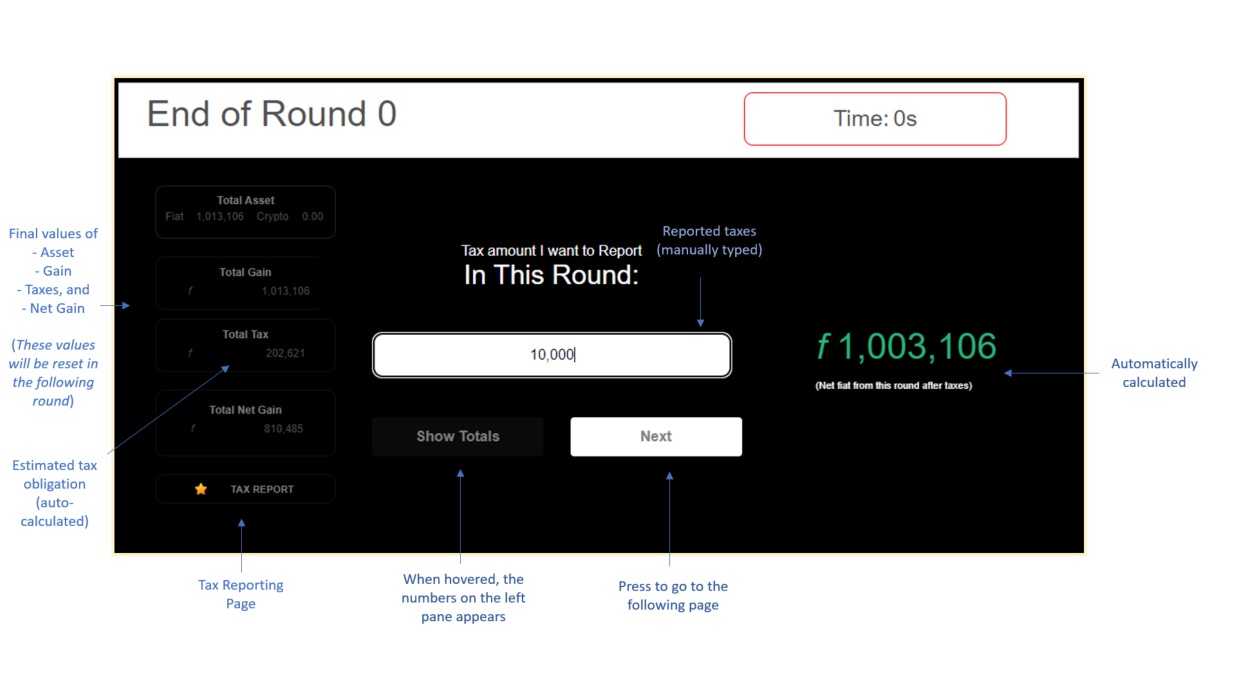 End of Round 0
Time: 0s
Total Asset
Fiat 1,013,106 Crypto 0.00
Total Gain
f 1,013,106
Total Tax
f 202,621
Total Net Gain
f 810,485
TAX REPORT
Final values of
- Asset
- Gain
- Taxes, and
- Net Gain
(These values
will be reset in
the following
round)
Estimated tax
obligation
(auto-
calculated)
Tax Reporting
Page
Tax amount I want to Report
In This Round:
Reported taxes
(manually typed)
10,000
Show Totals
Next
When hovered, the
numbers on the left
pane appears
Press to go to the
following page
f 1,003,106
(Net fiat from this round after taxes)
Automatically
calculated